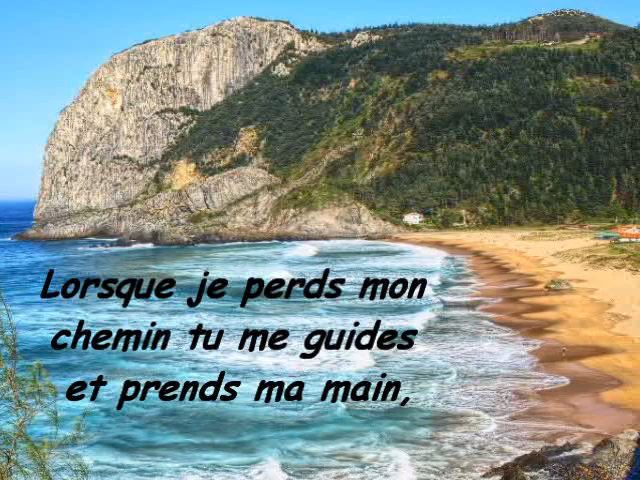 Lorsque je perds mon
chemin tu me guides
et prends ma main,